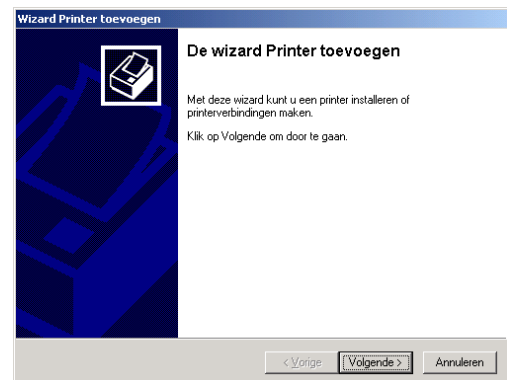 Wizard Printer toevoegen
De wizard Printer toevoegen
Met deze wizard kunt u een printer installeren of
printerverbindingen maken.
Klik op Volgende om door te gaan.
< Vorige
Volgende >
Annuleren